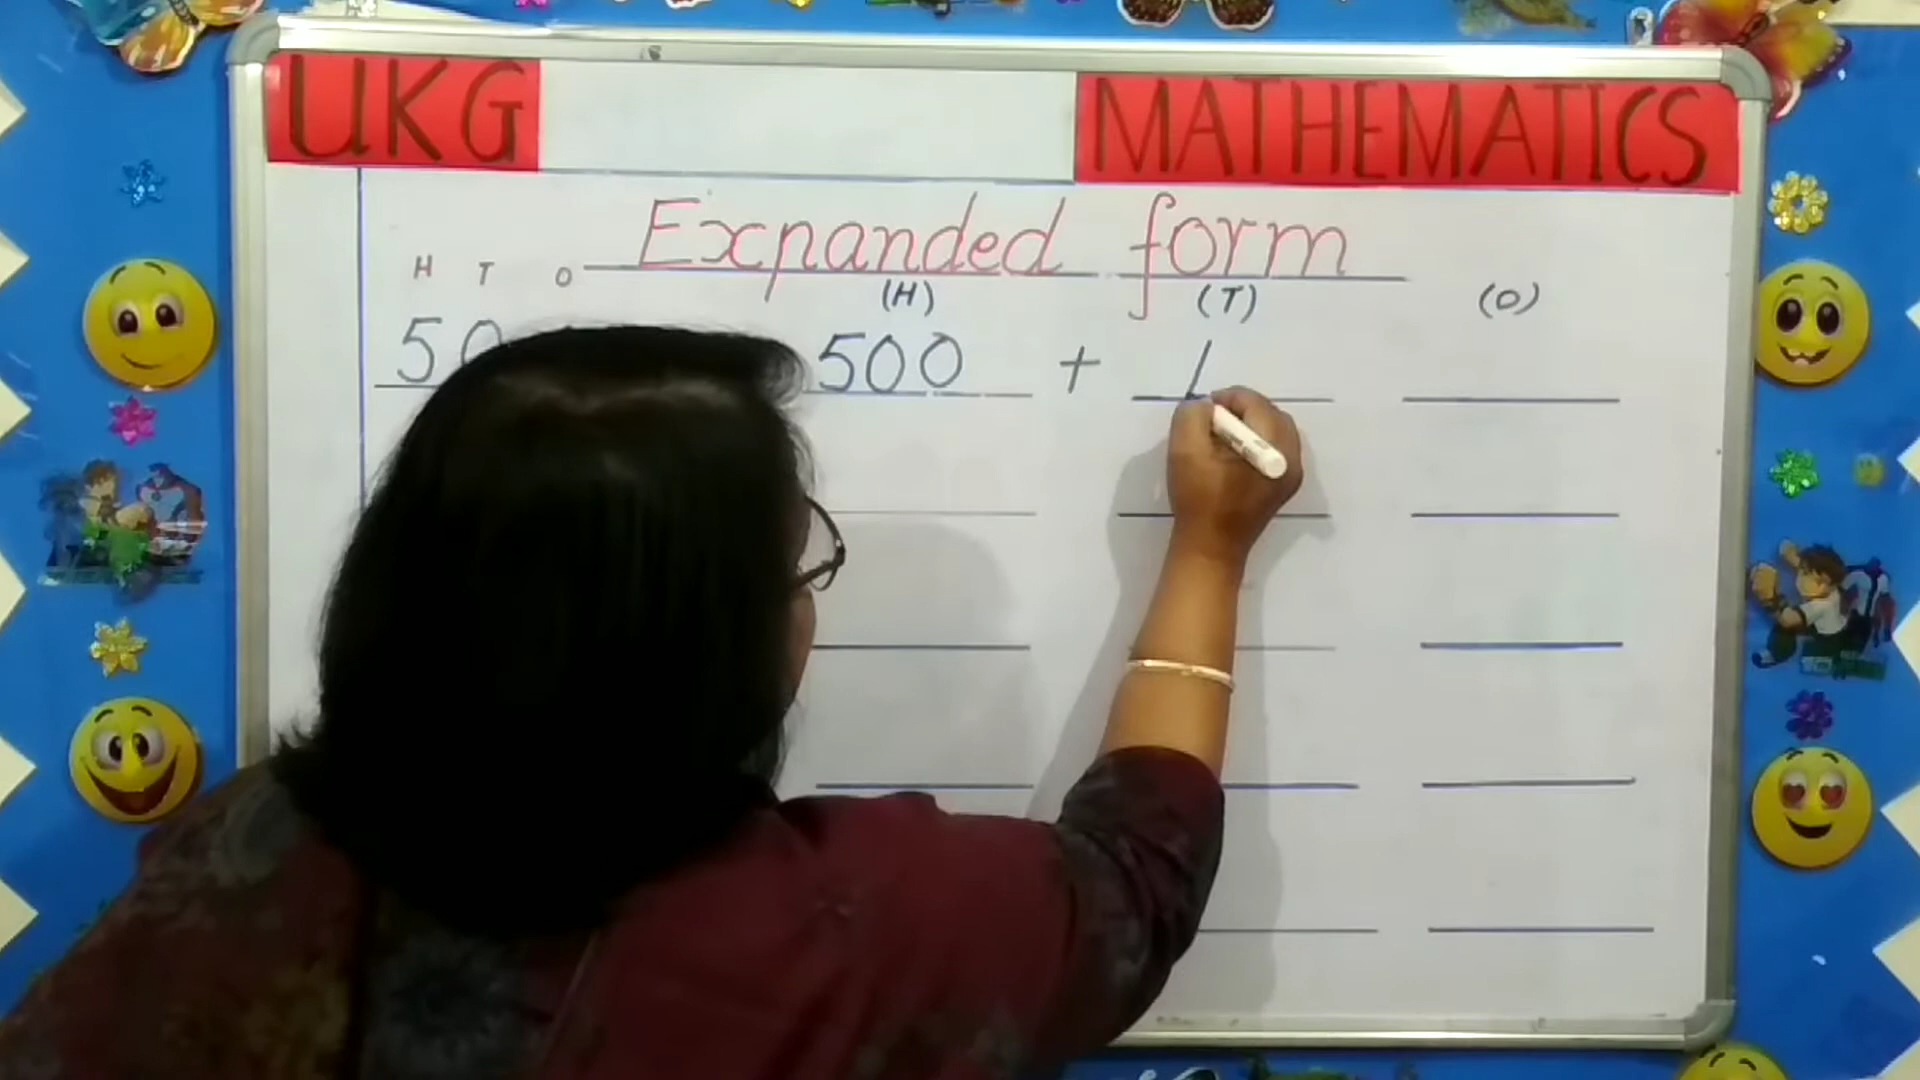 UKG MATHEMATICS
Expanded form
H T O (H) (T) (O)
50 500 +